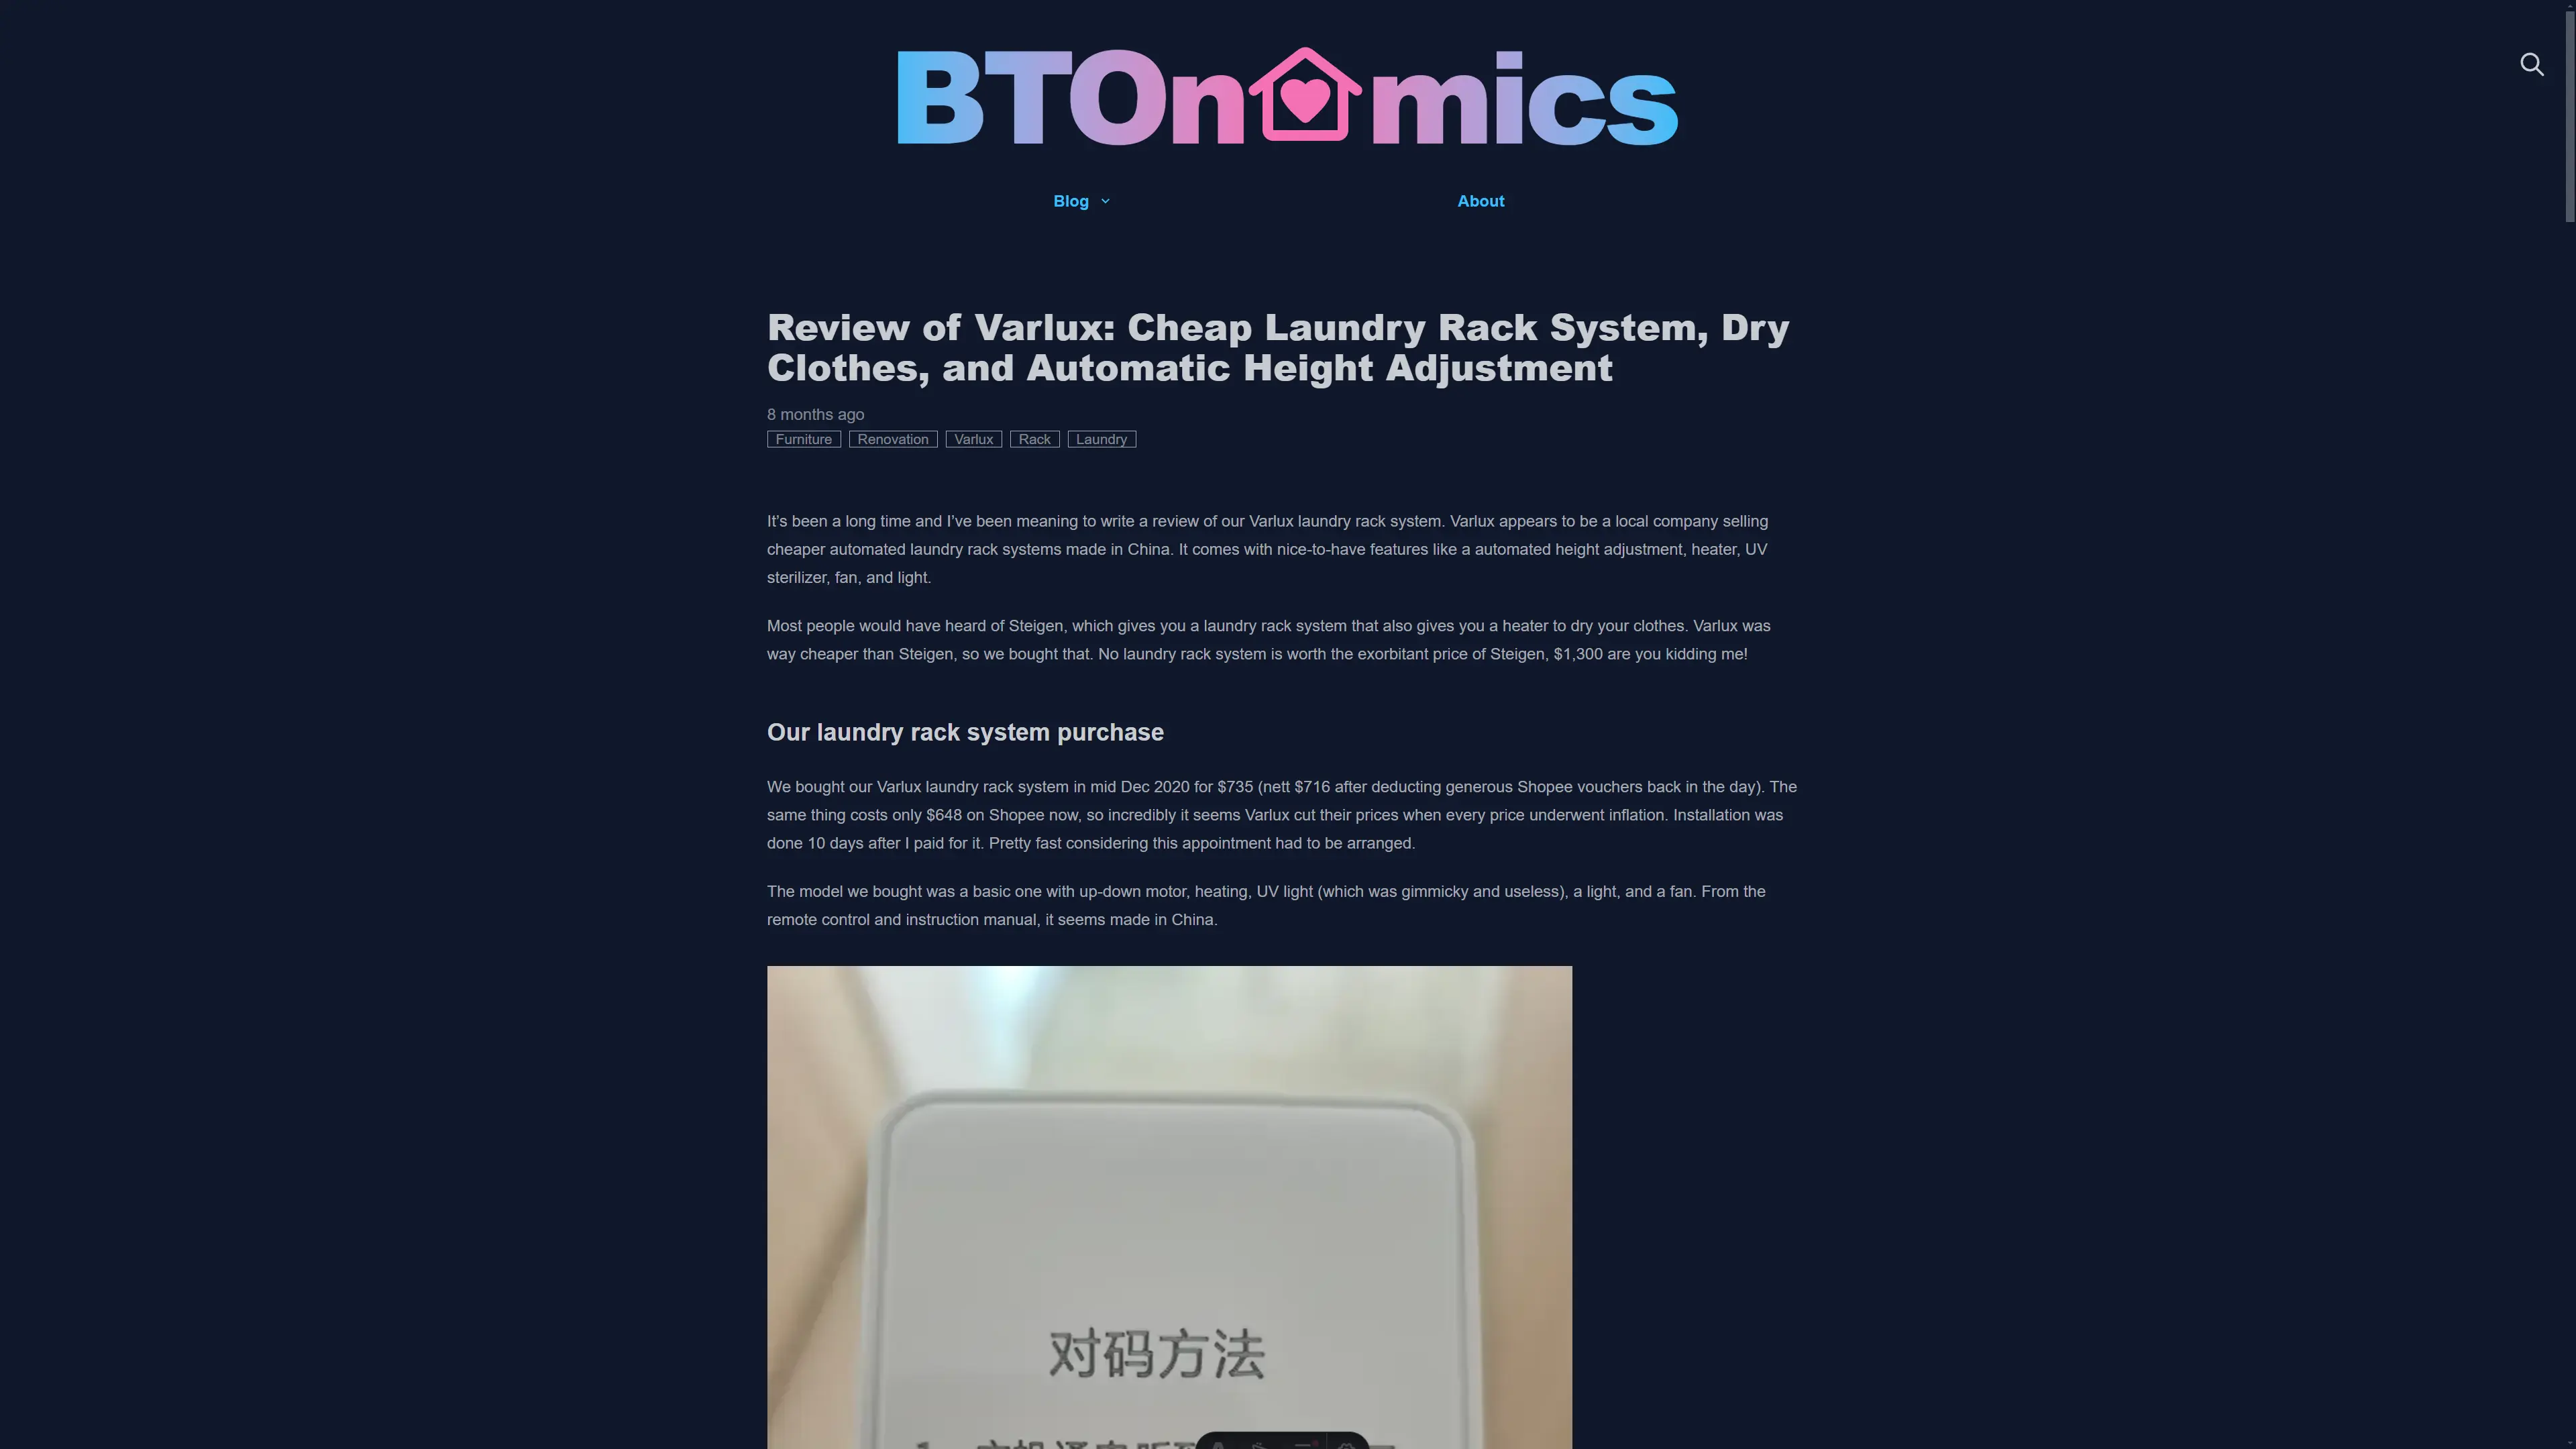 BTOnomics
Blog
About
Review of Varlux: Cheap Laundry Rack System, Dry
Clothes, and Automatic Height Adjustment
8 months ago
Furniture Renovation Varlux Rack Laundry
It's been a long time and I've been meaning to write a review of our Varlux laundry rack system. Varlux appears to be a local company selling
cheaper automated laundry rack systems made in China. It comes with nice-to-have features like a automated height adjustment, heater, UV
sterilizer, fan, and light.
Most people would have heard of Steigen, which gives you a laundry rack system that also gives you a heater to dry your clothes. Varlux was
way cheaper than Steigen, so we bought that. No laundry rack system is worth the exorbitant price of Steigen, $1,300 are you kidding me!
Our laundry rack system purchase
We bought our Varlux laundry rack system in mid Dec 2020 for $735 (nett $716 after deducting generous Shopee vouchers back in the day). The
same thing costs only $648 on Shopee now, so incredibly it seems Varlux cut their prices when every price underwent inflation. Installation was
done 10 days after I paid for it. Pretty fast considering this appointment had to be arranged.
The model we bought was a basic one with up-down motor, heating, UV light (which was gimmicky and useless), a light, and a fan. From the
remote control and instruction manual, it seems made in China.
对码方法